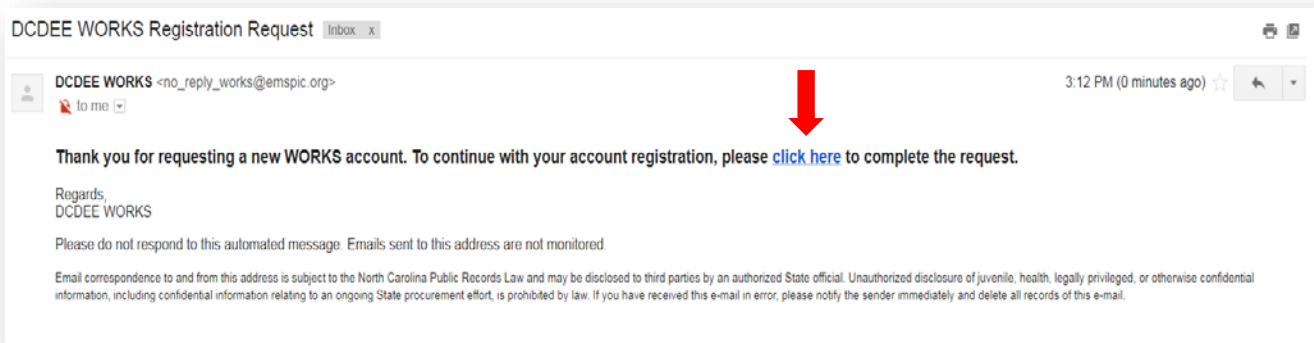 DCDEE WORKS Registration Request Inbox x
DCDEE WORKS <no_reply_works@emspic.org> 3:12 PM (0 minutes ago)
to me
Thank you for requesting a new WORKS account. To continue with your account registration, please click here to complete the request.
Regards,
DCDEE WORKS
Please do not respond to this automated message. Emails sent to this address are not monitored.
Email correspondence to and from this address is subject to the North Carolina Public Records Law and may be disclosed to third parties by an authorized State official. Unauthorized disclosure of juvenile, health, legally privileged, or otherwise confidential
information, including confidential information relating to an ongoing State procurement effort, is prohibited by law. If you have received this e-mail in error, please notify the sender immediately and delete all records of this e-mail.